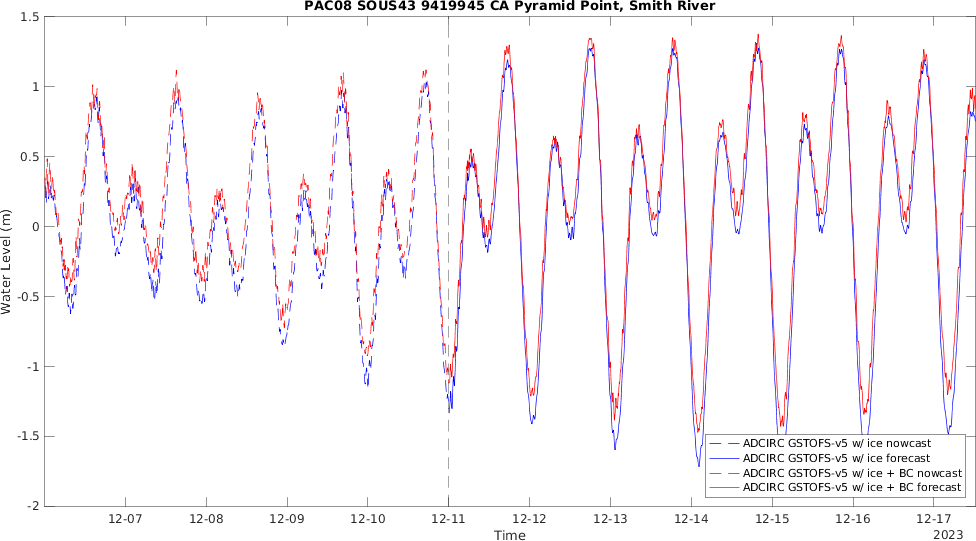 PAC08 SOUS43 9419945 CA Pyramid Point, Smith River
1.5
1
0.5
0
-0.5
-1
-1.5
-2
Water Level (m)
ADCIRC GSTOFS-v5 w/ ice nowcast
ADCIRC GSTOFS-v5 w/ ice forecast
ADCIRC GSTOFS-v5 w/ ice + BC nowcast
ADCIRC GSTOFS-v5 w/ ice + BC forecast
12-07 12-08 12-09 12-10 12-11 12-12 12-13 12-14 12-15 12-16 12-17
2023
Time